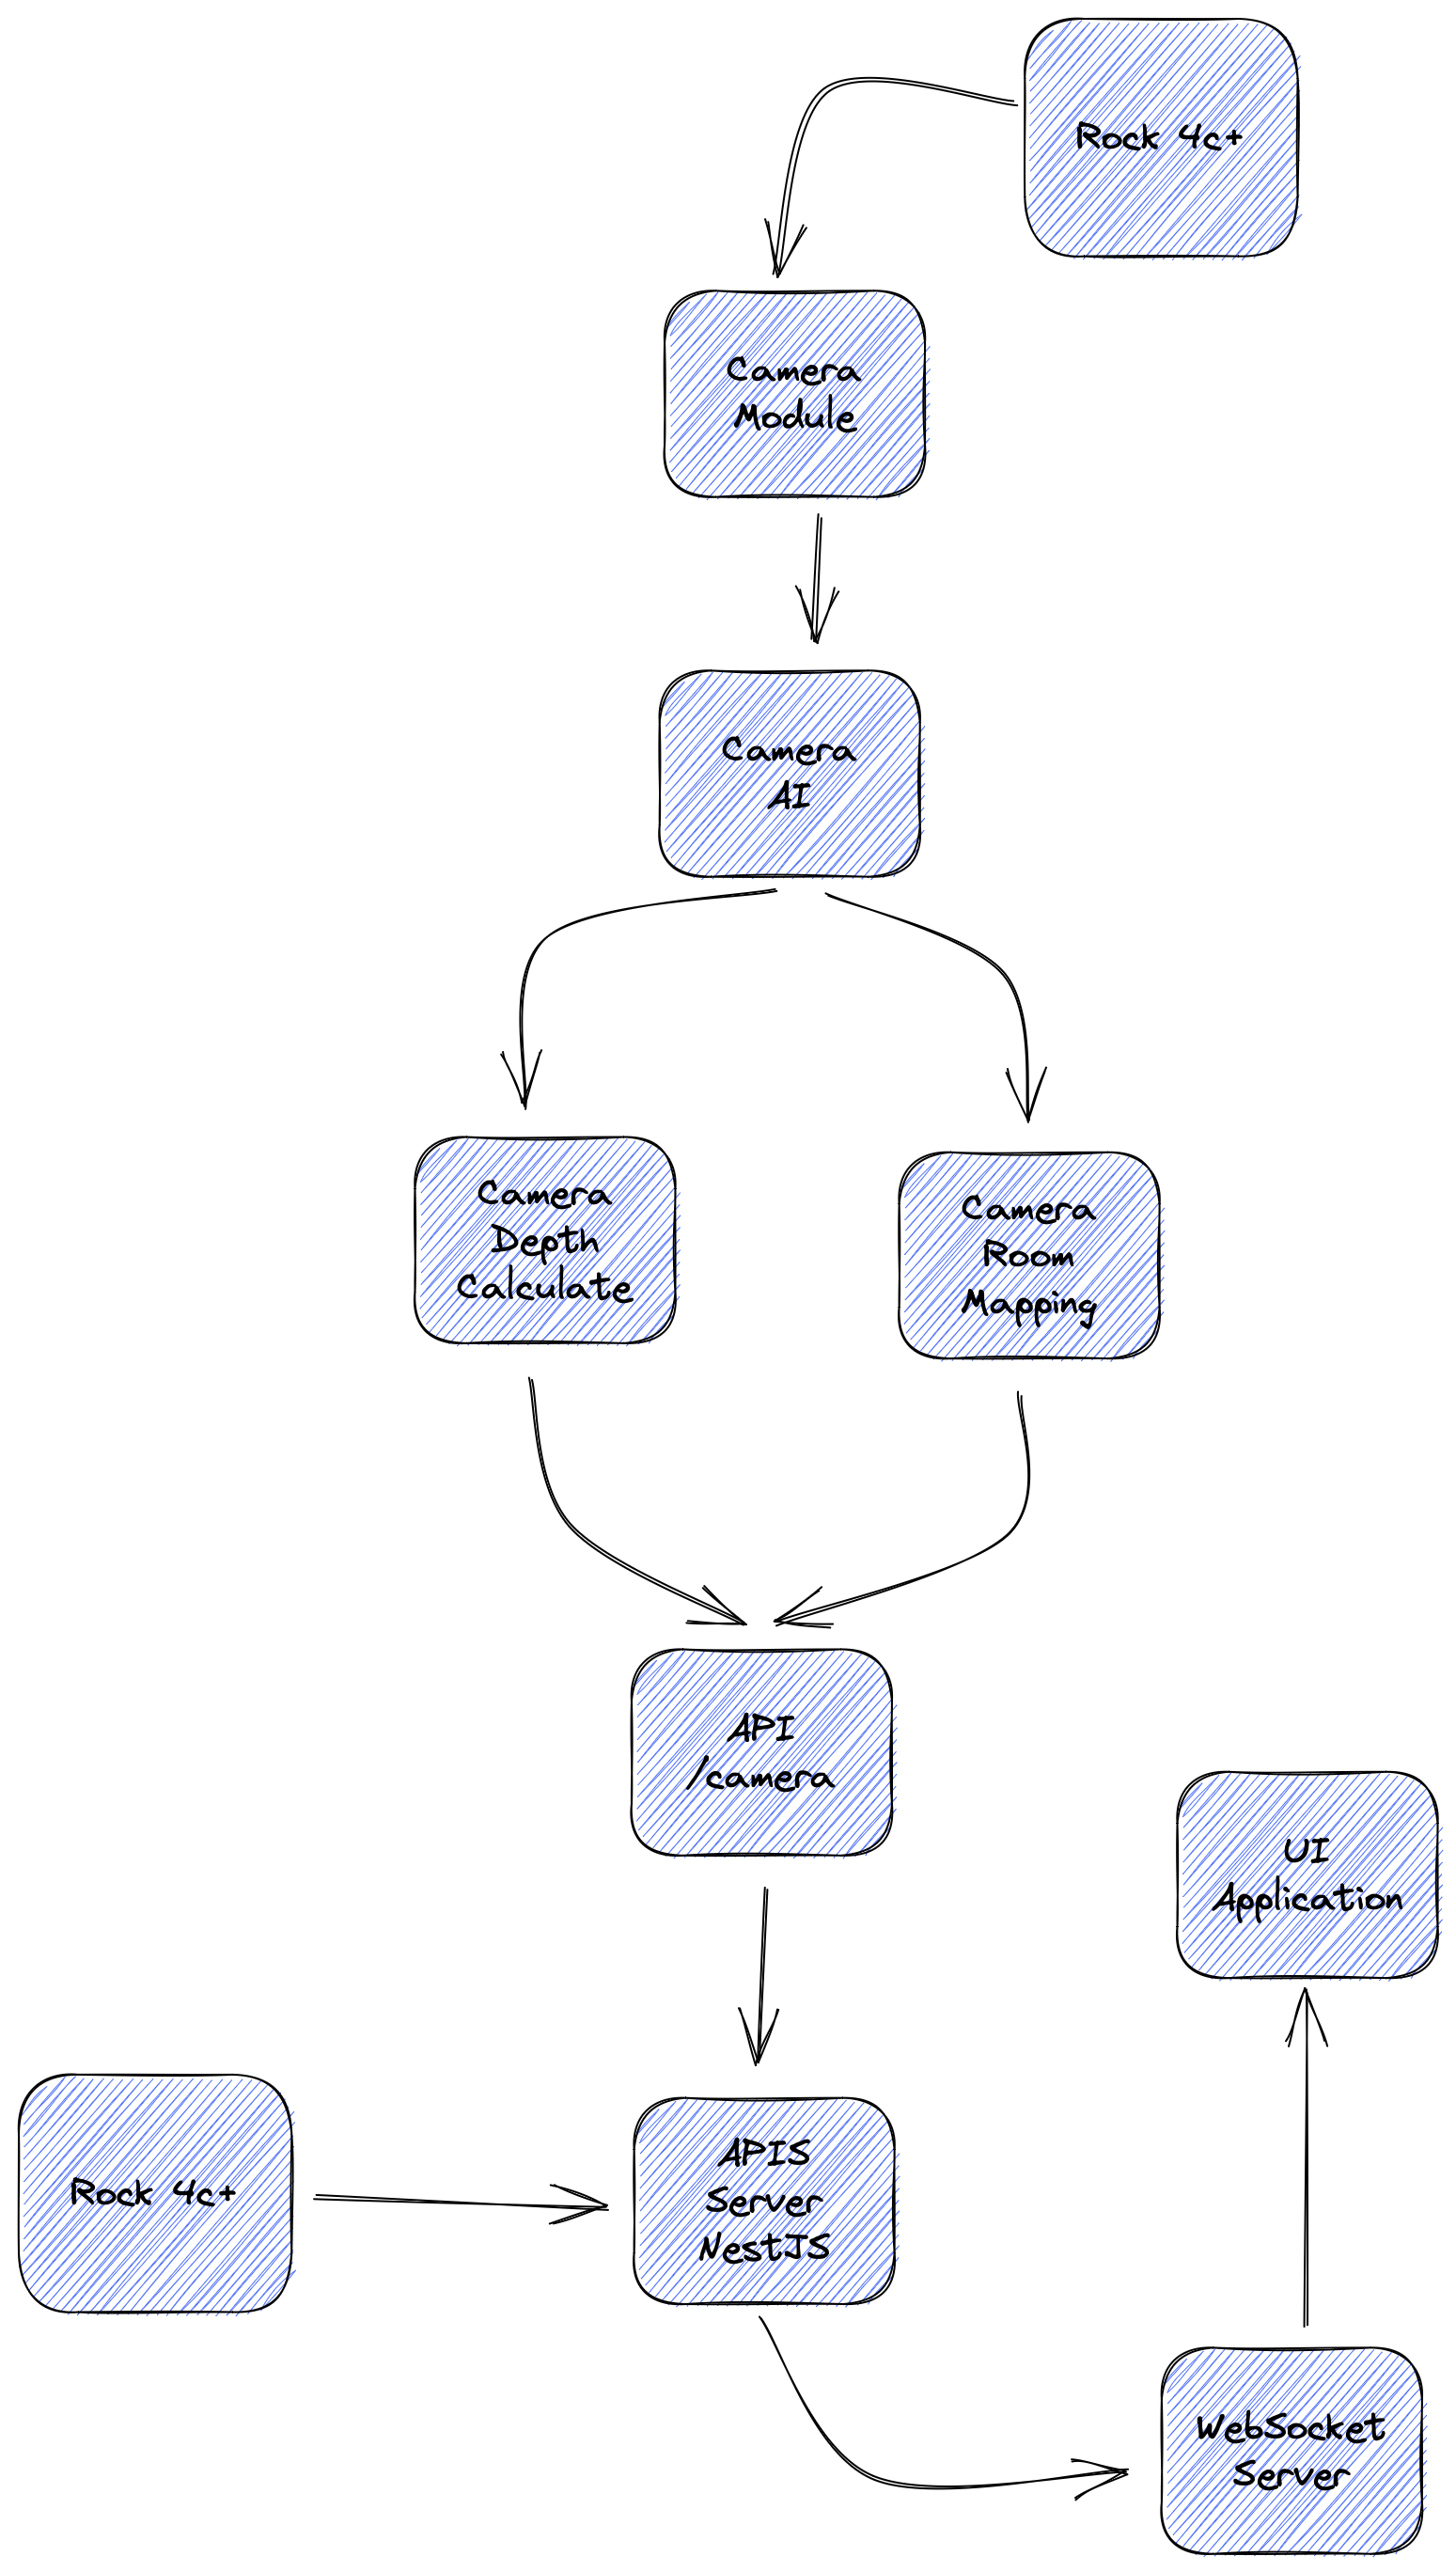 Rock 4c+
Camera
Module
Camera
AI
Camera
Depth
Calculate
Camera
Room
Mapping
API
/camera
UI
Application
Rock 4c+
APIS
Server
NestJS
WebSocket
Server